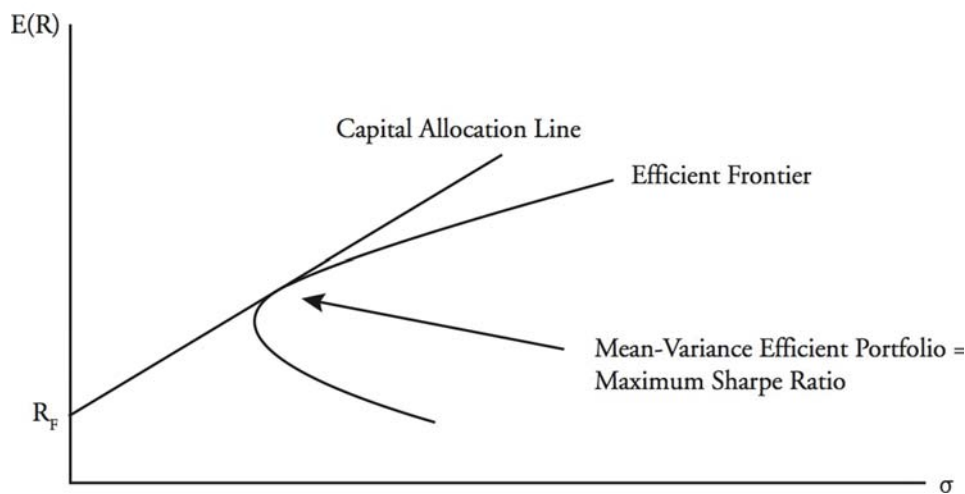 E(R)
Capital Allocation Line
Efficient Frontier
Mean-Variance Efficient Portfolio =
Maximum Sharpe Ratio
R_F
σ